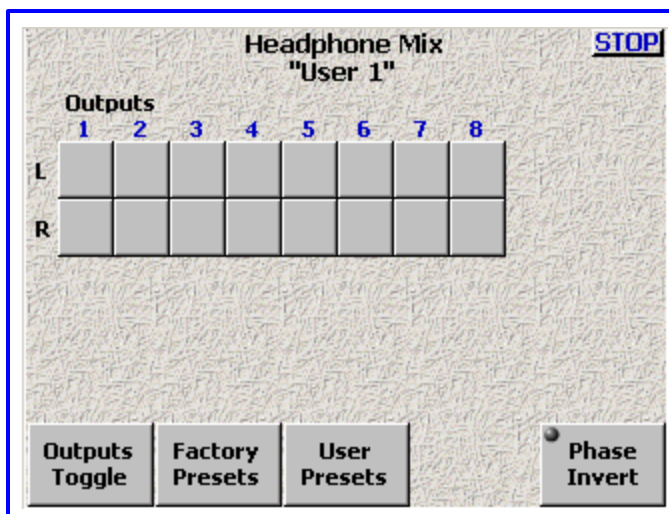 Headphone Mix
"User 1"
STOP
Outputs
1 2 3 4 5 6 7 8
L
R
Outputs Toggle
Factory Presets
User Presets
Phase Invert